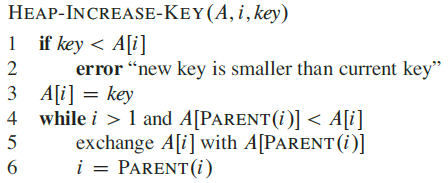 HEAP-INCREASE-KEY(A, i, key)
1 if key < A[i]
2 error “new key is smaller than current key”
3 A[i] = key
4 while i > 1 and A[PARENT(i)] < A[i]
5 exchange A[i] with A[PARENT(i)]
6 i = PARENT(i)